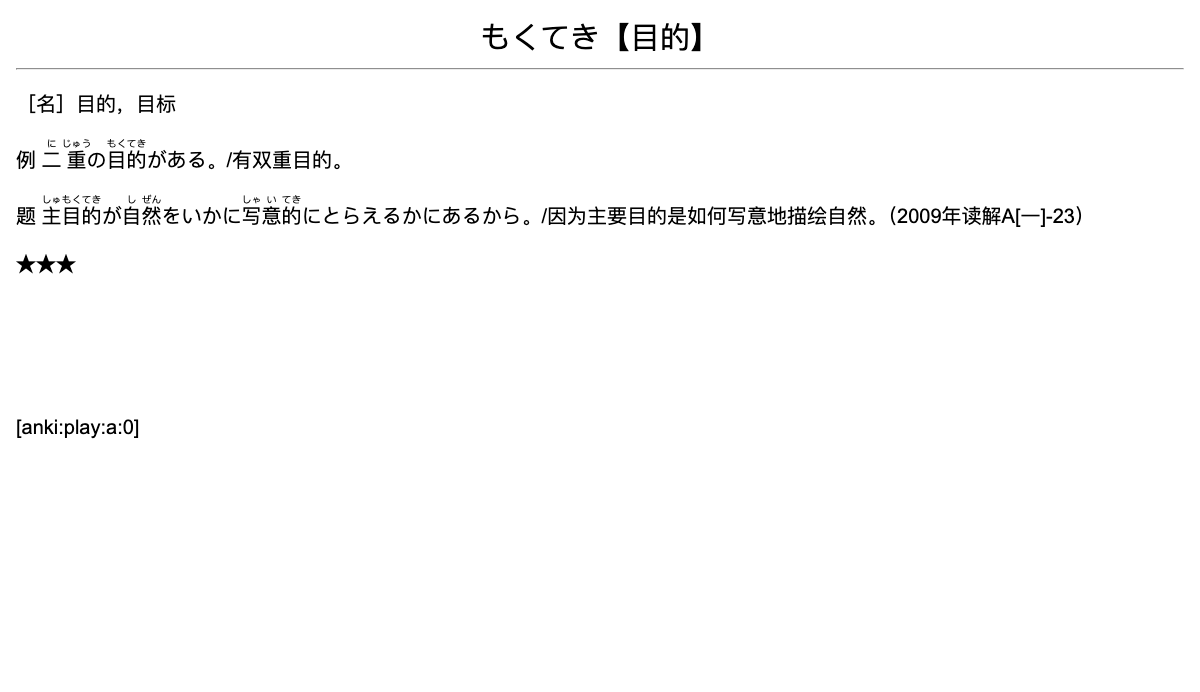 もくてき【目的】
［名］目的，目标
にじゅう もくてき
例 二重の目的がある。/有双重目的。
しゅもくてき しぜん しゃいてき
题 主目的が自然をいかに写意的にとらえるかにあるから。/因为主要目的是如何写意地描绘自然。（2009年读解A[一]-23）
★★★
[anki:play:a:0]